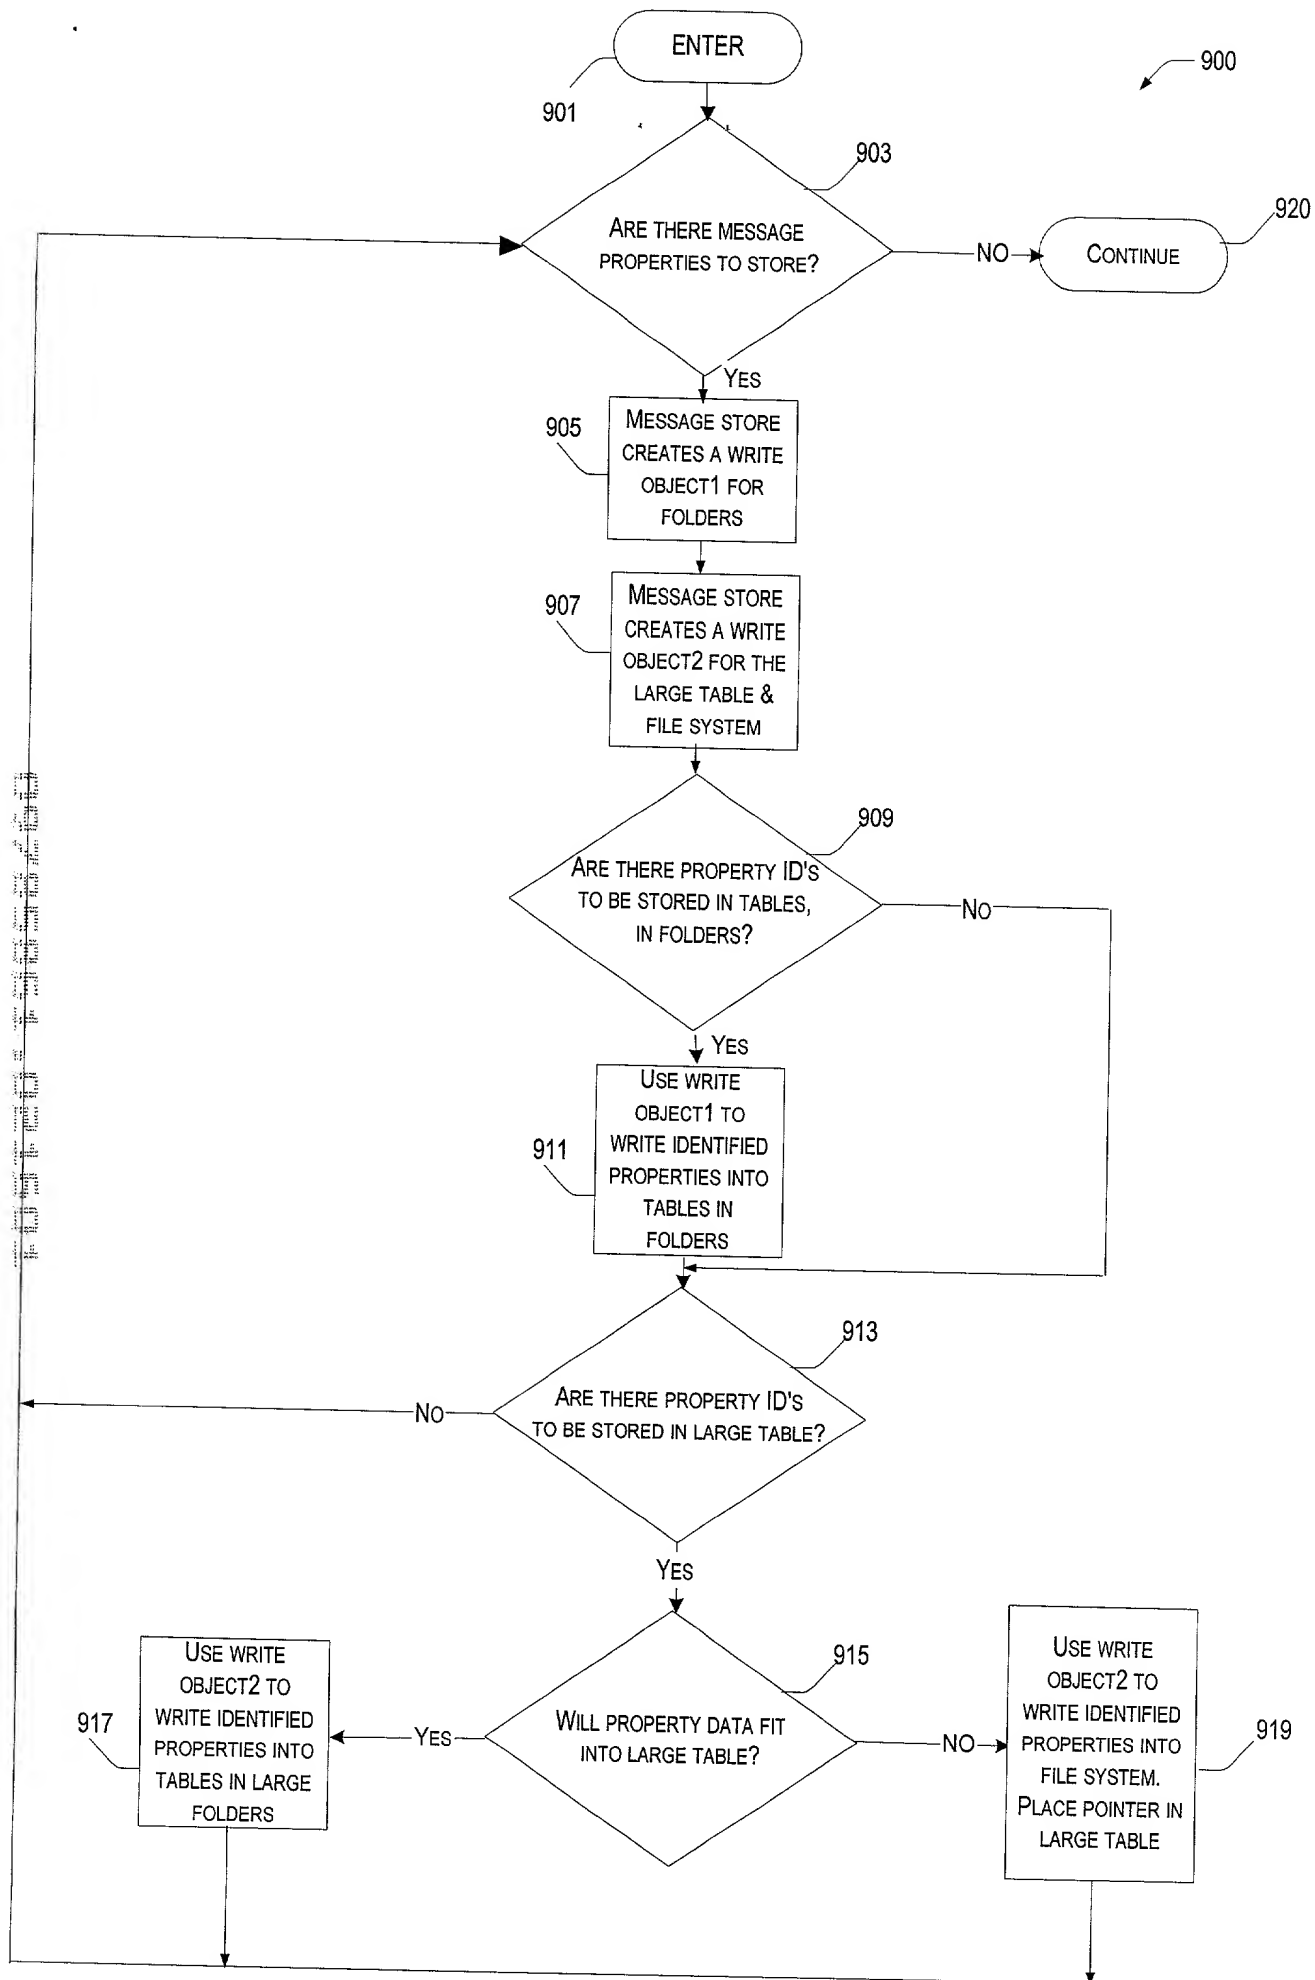 ENTER
900
901
903
ARE THERE MESSAGE
PROPERTIES TO STORE?
NO
CONTINUE
920
YES
905
MESSAGE STORE
CREATES A WRITE
OBJECT1 FOR
FOLDERS
907
MESSAGE STORE
CREATES A WRITE
OBJECT2 FOR THE
LARGE TABLE &
FILE SYSTEM
909
ARE THERE PROPERTY ID'S
TO BE STORED IN TABLES,
IN FOLDERS?
NO
YES
911
USE WRITE
OBJECT1 TO
WRITE IDENTIFIED
PROPERTIES INTO
TABLES IN
FOLDERS
913
ARE THERE PROPERTY ID'S
TO BE STORED IN LARGE TABLE?
NO
YES
915
WILL PROPERTY DATA FIT
INTO LARGE TABLE?
YES
NO
917
USE WRITE
OBJECT2 TO
WRITE IDENTIFIED
PROPERTIES INTO
TABLES IN LARGE
FOLDERS
919
USE WRITE
OBJECT2 TO
WRITE IDENTIFIED
PROPERTIES INTO
FILE SYSTEM.
PLACE POINTER IN
LARGE TABLE